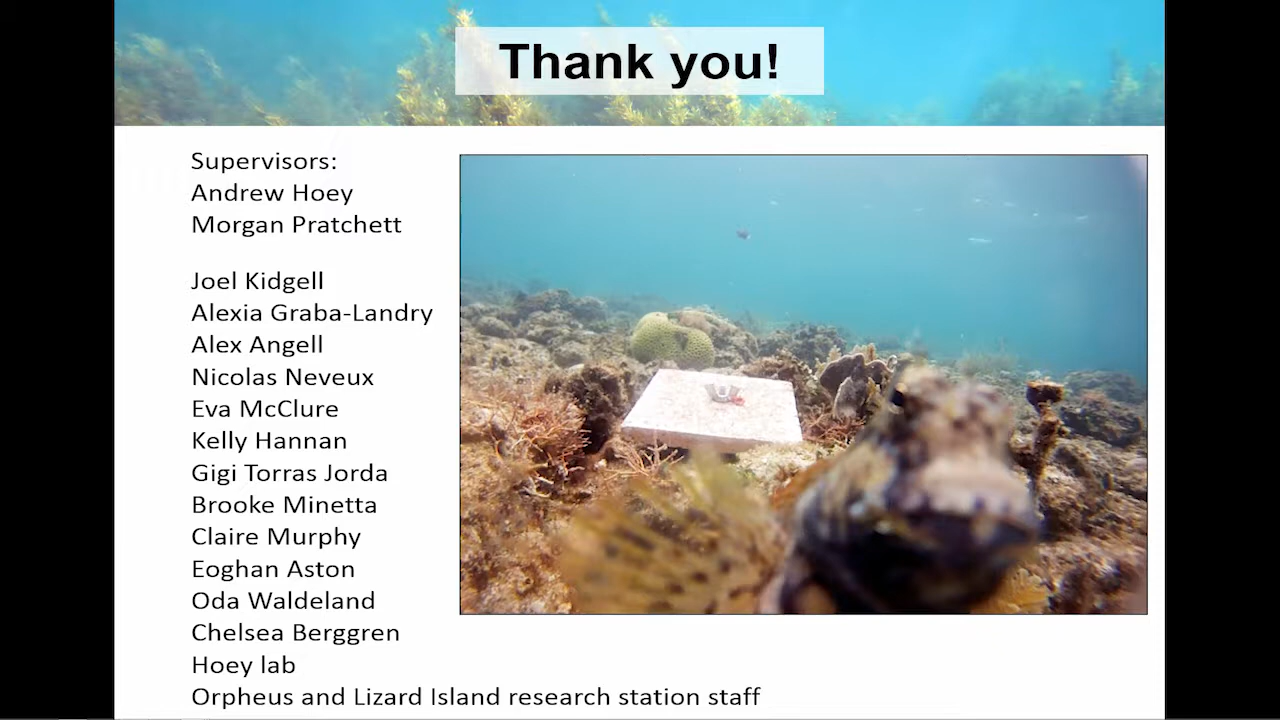 Thank you!
Supervisors:
Andrew Hoey
Morgan Pratchett
Joel Kidgell
Alexia Graba-Landry
Alex Angell
Nicolas Neveux
Eva McClure
Kelly Hannan
Gigi Torras Jorda
Brooke Minetta
Claire Murphy
Eoghan Aston
Oda Waldeland
Chelsea Berggren
Hoey lab
Orpheus and Lizard Island research station staff